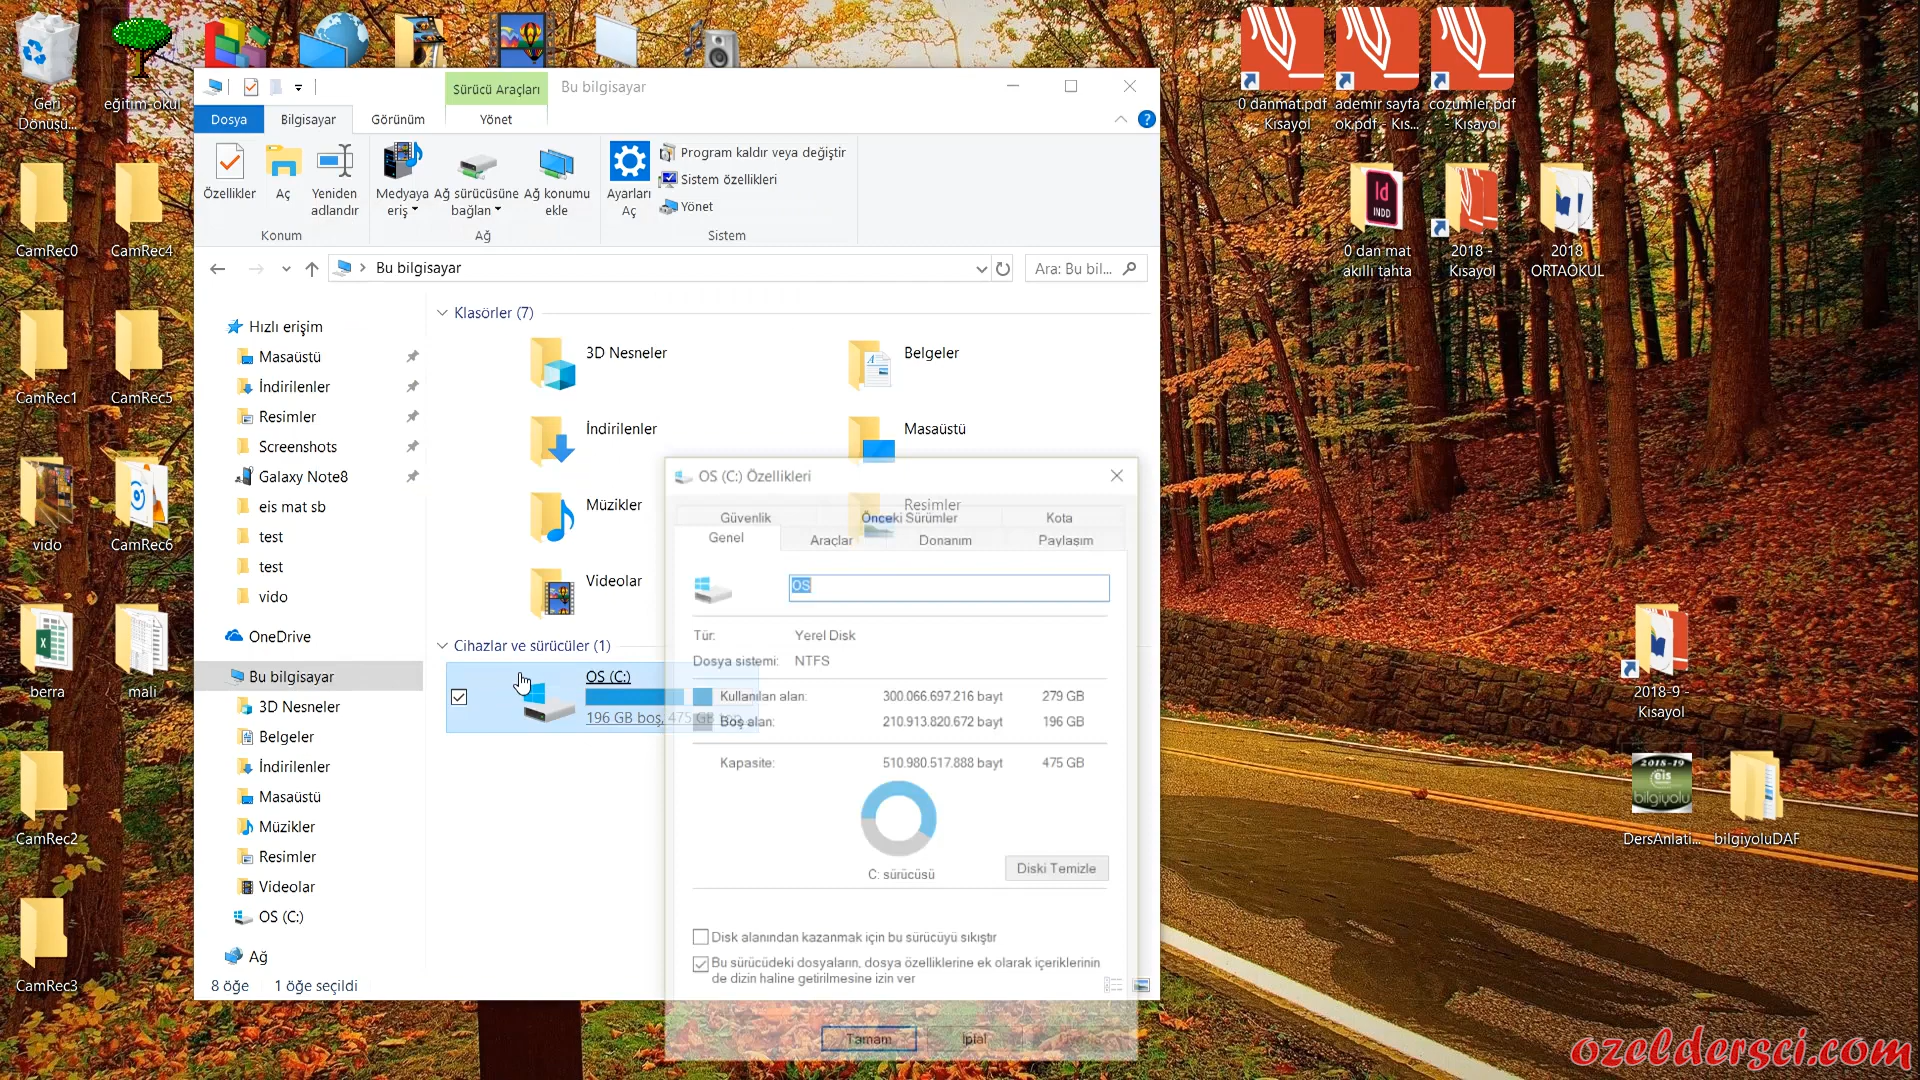 Geri
Dönüşü...
eğitim-okul
CamRec0
CamRec4
CamRec1
CamRec5
vido
CamRec6
berra
mali
CamRec2
CamRec3
Sürücü Araçları
Bu bilgisayar
Dosya
Bilgisayar
Görünüm
Yönet
Özellikler
Aç
Yeniden
adlandır
Medyaya
eriş
Ağ sürücüsüne
bağlan
Ağ konumu
ekle
Ayarları
Aç
Program kaldır veya değiştir
Sistem özellikleri
Yönet
Konum
Ağ
Sistem
Bu bilgisayar
Ara: Bu bil...
Hızlı erişim
Masaüstü
İndirilenler
Resimler
Screenshots
Galaxy Note8
eis mat sb
test
test
vido
OneDrive
Bu bilgisayar
3D Nesneler
Belgeler
İndirilenler
Masaüstü
Müzikler
Resimler
Videolar
OS (C:)
Ağ
8 öğe
1 öğe seçildi
Klasörler (7)
3D Nesneler
Belgeler
İndirilenler
Masaüstü
Müzikler
Resimler
Videolar
Cihazlar ve sürücüler (1)
OS (C:)
196 GB boş, 475 GB
OS (C:) Özellikleri
Güvenlik
Önceki Sürümler
Kota
Genel
Araçlar
Donanım
Paylaşım
OS
Tür: Yerel Disk
Dosya sistemi: NTFS
Kullanılan alan: 300.066.697.216 bayt 279 GB
Boş alan: 210.913.820.672 bayt 196 GB
Kapasite: 510.980.517.888 bayt 475 GB
C: sürücüsü
Diski Temizle
Disk alanından kazanmak için bu sürücüyü sıkıştır
Bu sürücüdeki dosyaların, dosya özelliklerine ek olarak içeriklerinin
de dizin haline getirilmesine izin ver
Tamam
İptal
0 danmat.pdf
Kısayol
ademir sayfa
ok.pdf - Kıs...
cozumler.pdf
- Kısayol
Id
INDD
0 dan mat
akıllı tahta
2018 -
Kısayol
2018
ORTAOKUL
2018-9 -
Kısayol
2018-19
eis
bilgiyolu
DersAnlati...
bilgiyoluDAF
ozeldersci.com